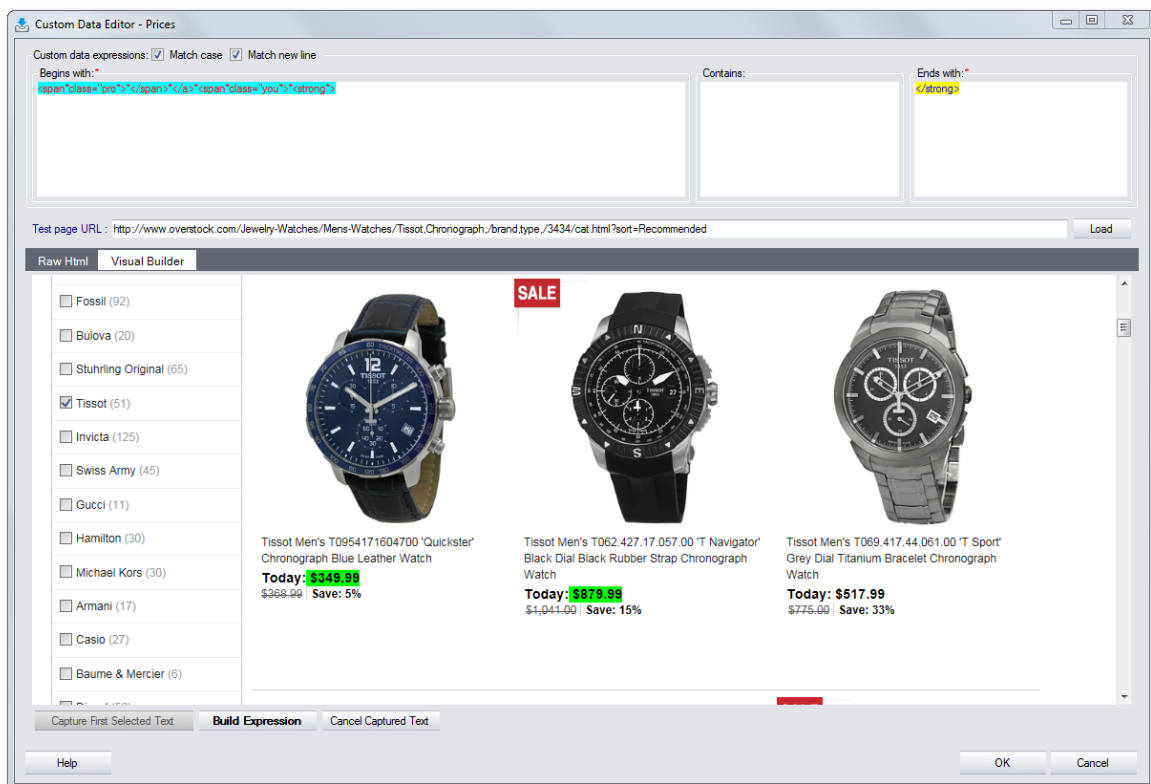 Custom Data Editor - Prices
Custom data expressions: Match case Match new line
Begins with:*
<span*class="pro*>*</span>*</a>*<span*class="you*>*<strong*>
Contains:
Ends with:*
</strong>
Test page URL : http://www.overstock.com/Jewelry-Watches/Mens-Watches/Tissot,Chronograph,/brand,type,/3434/cat.html?sort=Recommended Load
Raw Html Visual Builder
Fossil (92)
Bulova (20)
Stuhrling Original (65)
Tissot (51)
Invicta (125)
Swiss Army (45)
Gucci (11)
Hamilton (30)
Michael Kors (30)
Armani (17)
Casio (27)
Baume & Mercier (6)
SALE
Tissot Men's T0954171604700 'Quickster'
Chronograph Blue Leather Watch
Today: $349.99
$368.99 Save: 5%
Tissot Men's T062.427.17.057.00 'T Navigator'
Black Dial Black Rubber Strap Chronograph
Watch
Today: $879.99
$1,041.00 Save: 15%
Tissot Men's T069.417.44.061.00 'T Sport'
Grey Dial Titanium Bracelet Chronograph
Watch
Today: $517.99
$775.00 Save: 33%
Capture First Selected Text Build Expression Cancel Captured Text
Help OK Cancel